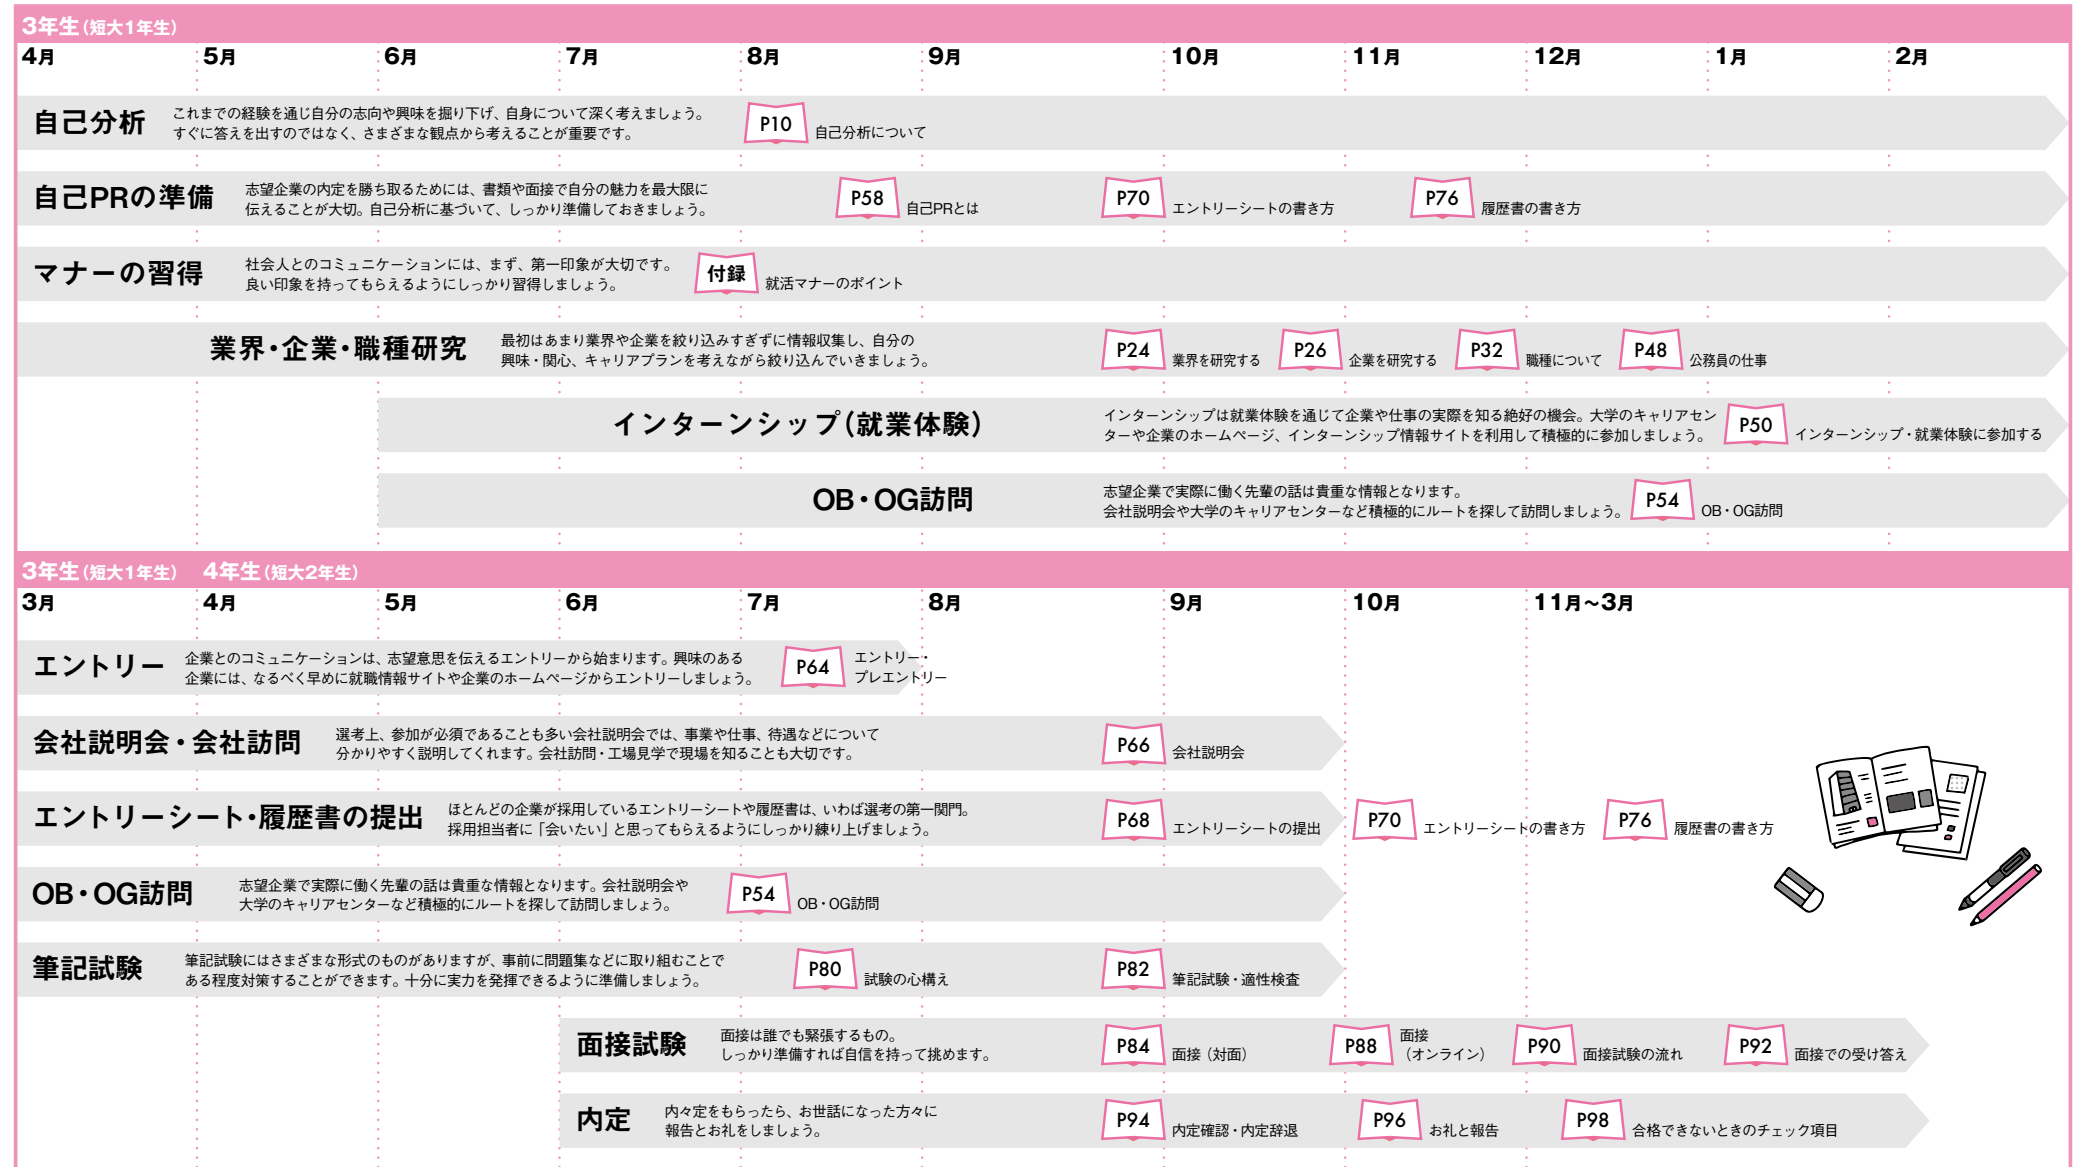 3年生(短大1年生)
4月 5月 6月 7月 8月 9月 10月 11月 12月 1月 2月
自己分析
これまでの経験を通じ自分の志向や興味を掘り下げ、自身について深く考えましょう。
すぐに答えを出すのではなく、さまざまな観点から考えることが重要です。
P10 自己分析について
自己PRの準備
志望企業の内定を勝ち取るためには、書類や面接で自分の魅力を最大限に
伝えることが大切。自己分析に基づいて、しっかり準備しておきましょう。
P58 自己PRとは
P70 エントリーシートの書き方
P76 履歴書の書き方
マナーの習得
社会人とのコミュニケーションには、まず、第一印象が大切です。
良い印象を持ってもらえるようにしっかり習得しましょう。
付録 就活マナーのポイント
業界・企業・職種研究
最初はあまり業界や企業を絞り込みすぎずに情報収集し、自分の
興味・関心、キャリアプランを考えながら絞り込んでいきましょう。
P24 業界を研究する
P26 企業を研究する
P32 職種について
P48 公務員の仕事
インターンシップ(就業体験)
インターンシップは就業体験を通じて企業や仕事の実際を知る絶好の機会。大学のキャリアセン
ターや企業のホームページ、インターンシップ情報サイトを利用して積極的に参加しましょう。
P50 インターンシップ・就業体験に参加する
OB・OG訪問
志望企業で実際に働く先輩の話は貴重な情報となります。
会社説明会や大学のキャリアセンターなど積極的にルートを探して訪問しましょう。
P54 OB・OG訪問
3年生(短大1年生) 4年生(短大2年生)
3月 4月 5月 6月 7月 8月 9月 10月 11月~3月
エントリー
企業とのコミュニケーションは、志望意思を伝えるエントリーから始まります。興味のある
企業には、なるべく早めに就職情報サイトや企業のホームページからエントリーしましょう。
P64 エントリー・
プレエントリー
会社説明会・会社訪問
選考上、参加が必須であることも多い会社説明会では、事業や仕事、待遇などについて
分かりやすく説明してくれます。会社訪問・工場見学で現場を知ることも大切です。
P66 会社説明会
エントリーシート・履歴書の提出
ほとんどの企業が採用しているエントリーシートや履歴書は、いわば選考の第一関門。
採用担当者に「会いたい」と思ってもらえるようにしっかり練り上げましょう。
P68 エントリーシートの提出
P70 エントリーシートの書き方
P76 履歴書の書き方
OB・OG訪問
志望企業で実際に働く先輩の話は貴重な情報となります。会社説明会や
大学のキャリアセンターなど積極的にルートを探して訪問しましょう。
P54 OB・OG訪問
筆記試験
筆記試験にはさまざまな形式のものがありますが、事前に問題集などに取り組むことで
ある程度対策することができます。十分に実力を発揮できるように準備しましょう。
P80 試験の心構え
P82 筆記試験・適性検査
面接試験
面接は誰でも緊張するもの。
しっかり準備すれば自信を持って挑めます。
P84 面接(対面)
P88 面接
(オンライン)
P90 面接試験の流れ
P92 面接での受け答え
内定
内々定をもらったら、お世話になった方々に
報告とお礼をしましょう。
P94 内定確認・内定辞退
P96 お礼と報告
P98 合格できないときのチェック項目